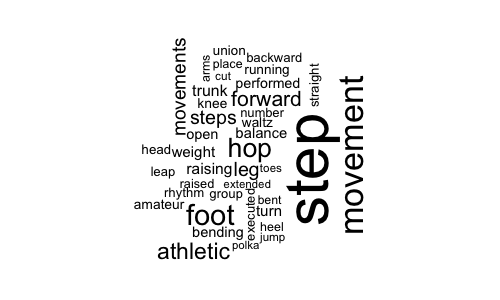 union
backward
movements
arms
place
running
cut
performed
straight
trunk
knee
forward
movement
steps
number
waltz
open
balance
step
head
weight
hop
leap
raising
leg
toes
raised
extended
rhythm
group
amateur
foot
executed
bent
turn
bending
heel
jump
athletic
polka